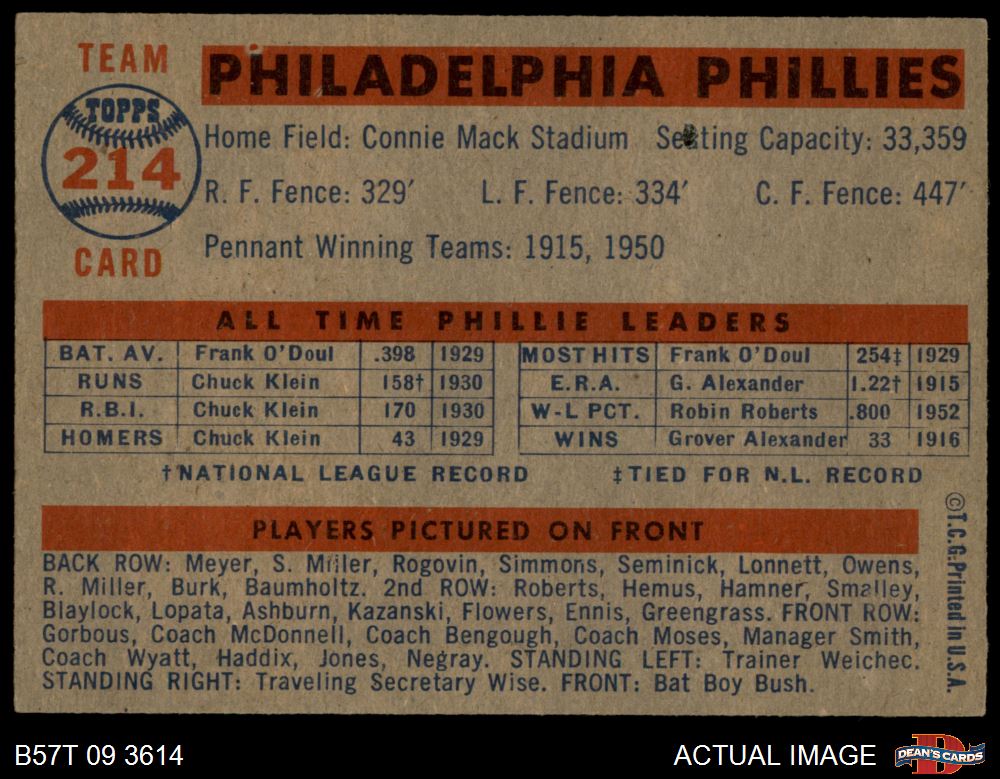 TEAM
PHILADELPHIA PHILLIES
TOPPS
214
CARD
Home Field: Connie Mack Stadium Seating Capacity: 33,359
R. F. Fence: 329′ L. F. Fence: 334′ C. F. Fence: 447′
Pennant Winning Teams: 1915, 1950
ALL TIME PHILLIE LEADERS
BAT. AV. Frank O'Doul .398 1929 MOST HITS Frank O'Doul 254‡ 1929
RUNS Chuck Klein 158† 1930 E.R.A. G. Alexander 1.22† 1915
R.B.I. Chuck Klein 170 1930 W-L PCT. Robin Roberts .800 1952
HOMERS Chuck Klein 43 1929 WINS Grover Alexander 33 1916
†NATIONAL LEAGUE RECORD ‡TIED FOR N.L. RECORD
PLAYERS PICTURED ON FRONT
BACK ROW: Meyer, S. Miller, Rogovin, Simmons, Seminick, Lonnett, Owens,
R. Miller, Burk, Baumholtz. 2nd ROW: Roberts, Hemus, Hamner, Smalley,
Blaylock, Lopata, Ashburn, Kazanski, Flowers, Ennis, Greengrass. FRONT ROW:
Gorbous, Coach McDonnell, Coach Bengough, Coach Moses, Manager Smith,
Coach Wyatt, Haddix, Jones, Negray. STANDING LEFT: Trainer Weichec.
STANDING RIGHT: Traveling Secretary Wise. FRONT: Bat Boy Bush.
©T.C.G. Printed in U.S.A.
B57T 09 3614
ACTUAL IMAGE
DEAN'S CARDS